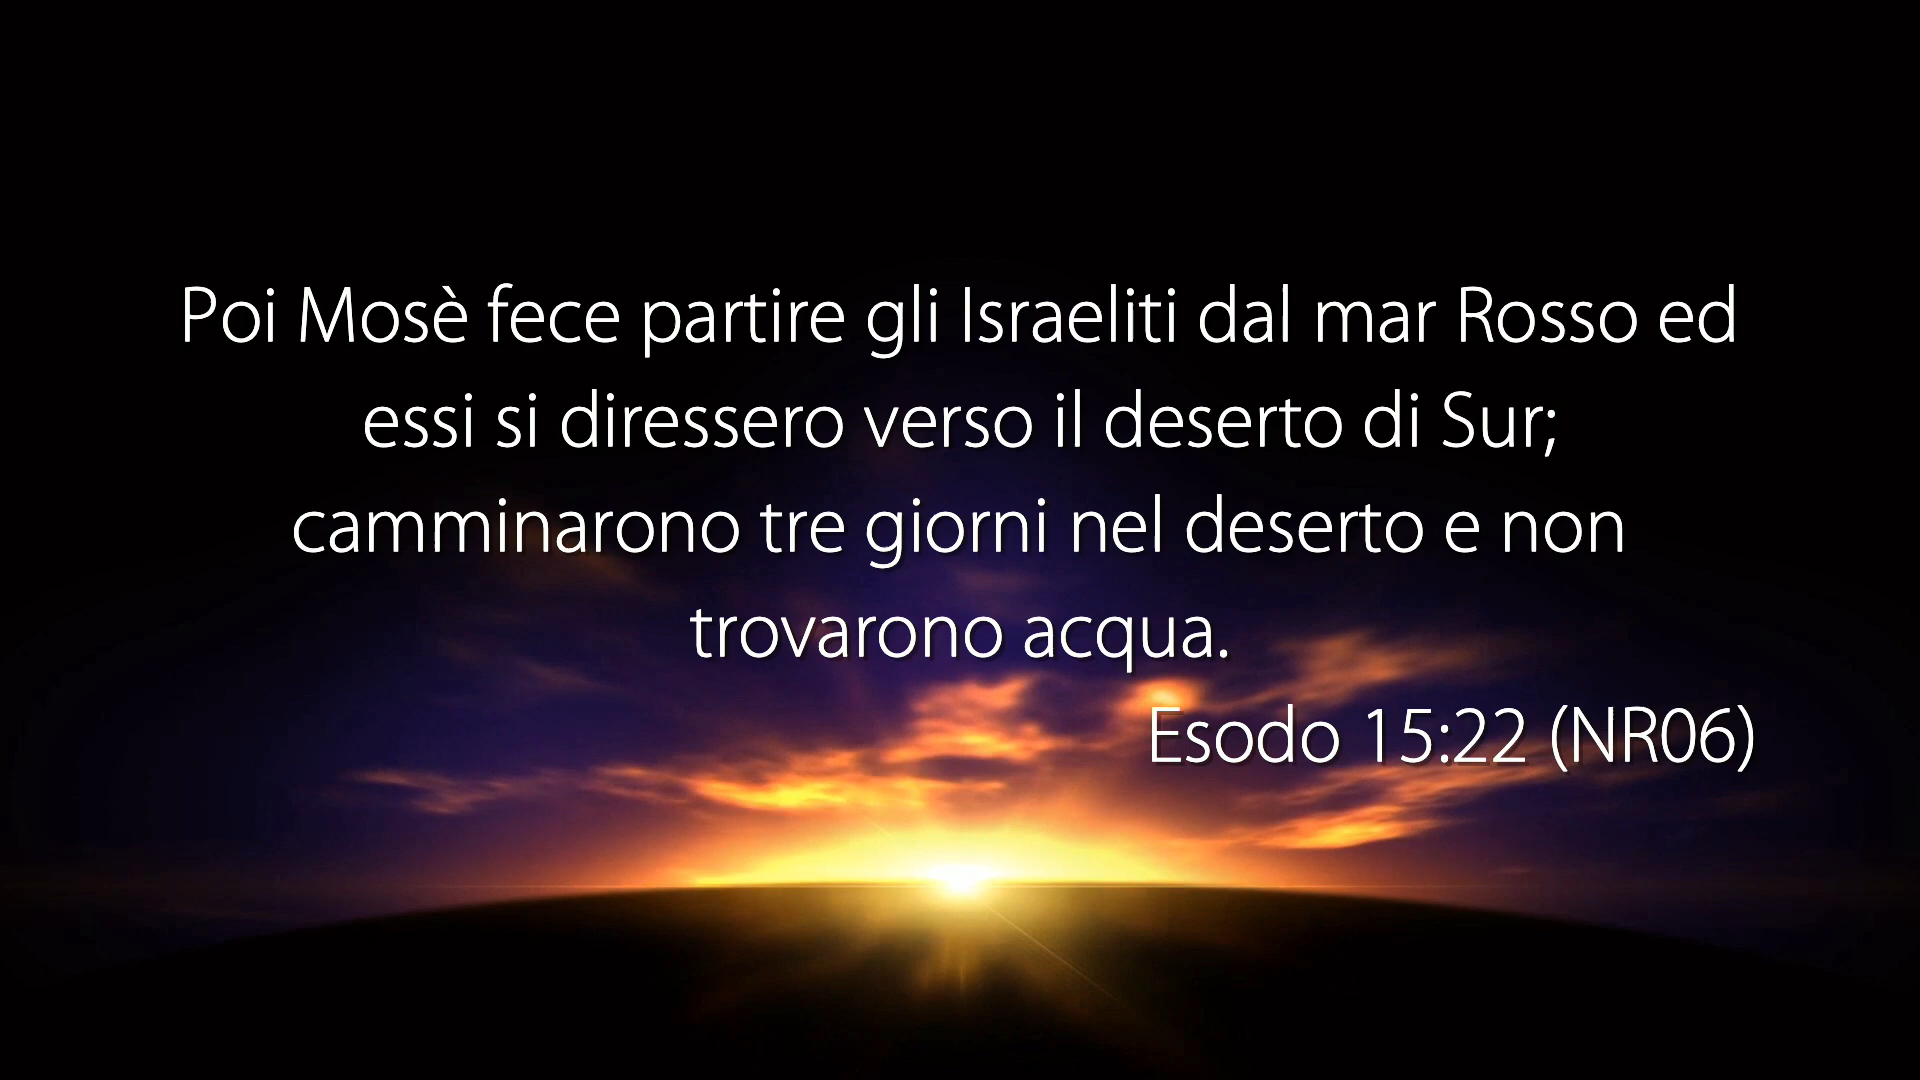 Poi Mosè fece partire gli Israeliti dal mar Rosso ed
essi si diressero verso il deserto di Sur;
camminarono tre giorni nel deserto e non
trovarono acqua.
Esodo 15:22 (NR06)